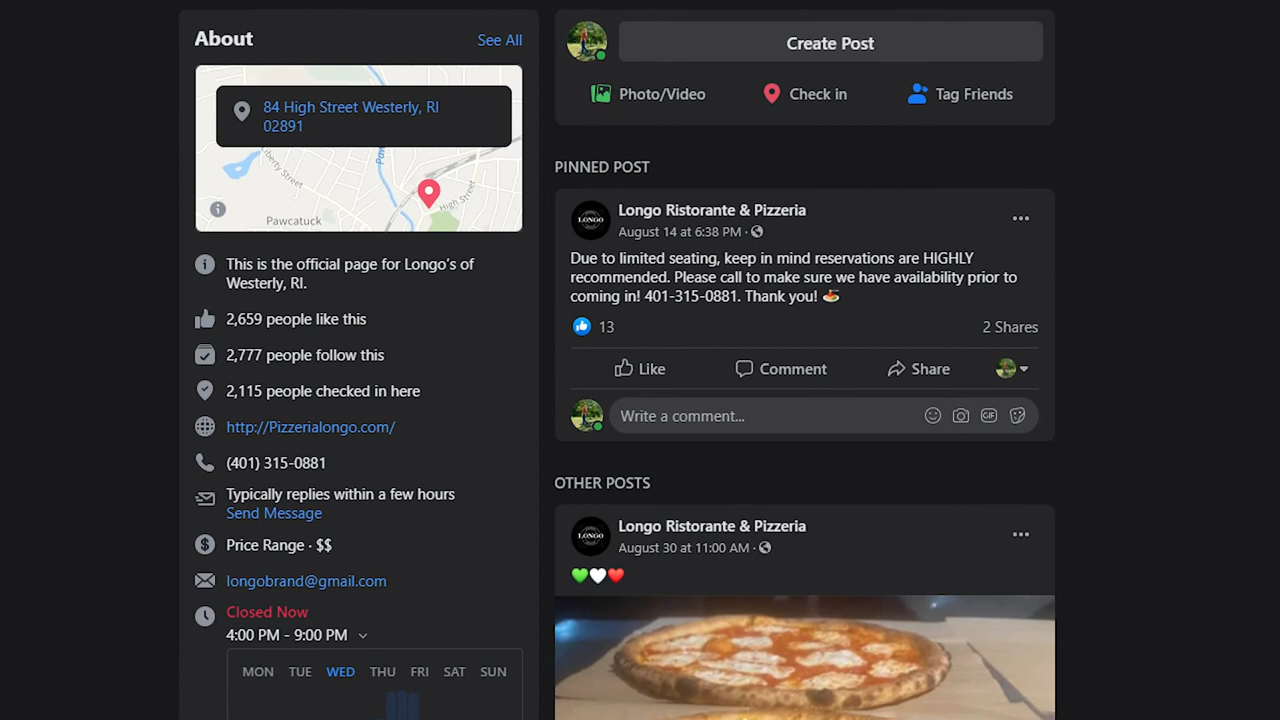 About
See All
84 High Street Westerly, RI
02891
Liberty Street
High Street
Pawcatuck
This is the official page for Longo's of
Westerly, RI.
2,659 people like this
2,777 people follow this
2,115 people checked in here
http://Pizzerialongo.com/
(401) 315-0881
Typically replies within a few hours
Send Message
Price Range · $$
longobrand@gmail.com
Closed Now
4:00 PM - 9:00 PM
MON TUE WED THU FRI SAT SUN
Create Post
Photo/Video
Check in
Tag Friends
PINNED POST
LONGO
Longo Ristorante & Pizzeria
August 14 at 6:38 PM ·
Due to limited seating, keep in mind reservations are HIGHLY
recommended. Please call to make sure we have availability prior to
coming in! 401-315-0881. Thank you! 🍝
13
2 Shares
Like
Comment
Share
Write a comment...
GIF
OTHER POSTS
LONGO
Longo Ristorante & Pizzeria
August 30 at 11:00 AM ·
💚🤍❤️